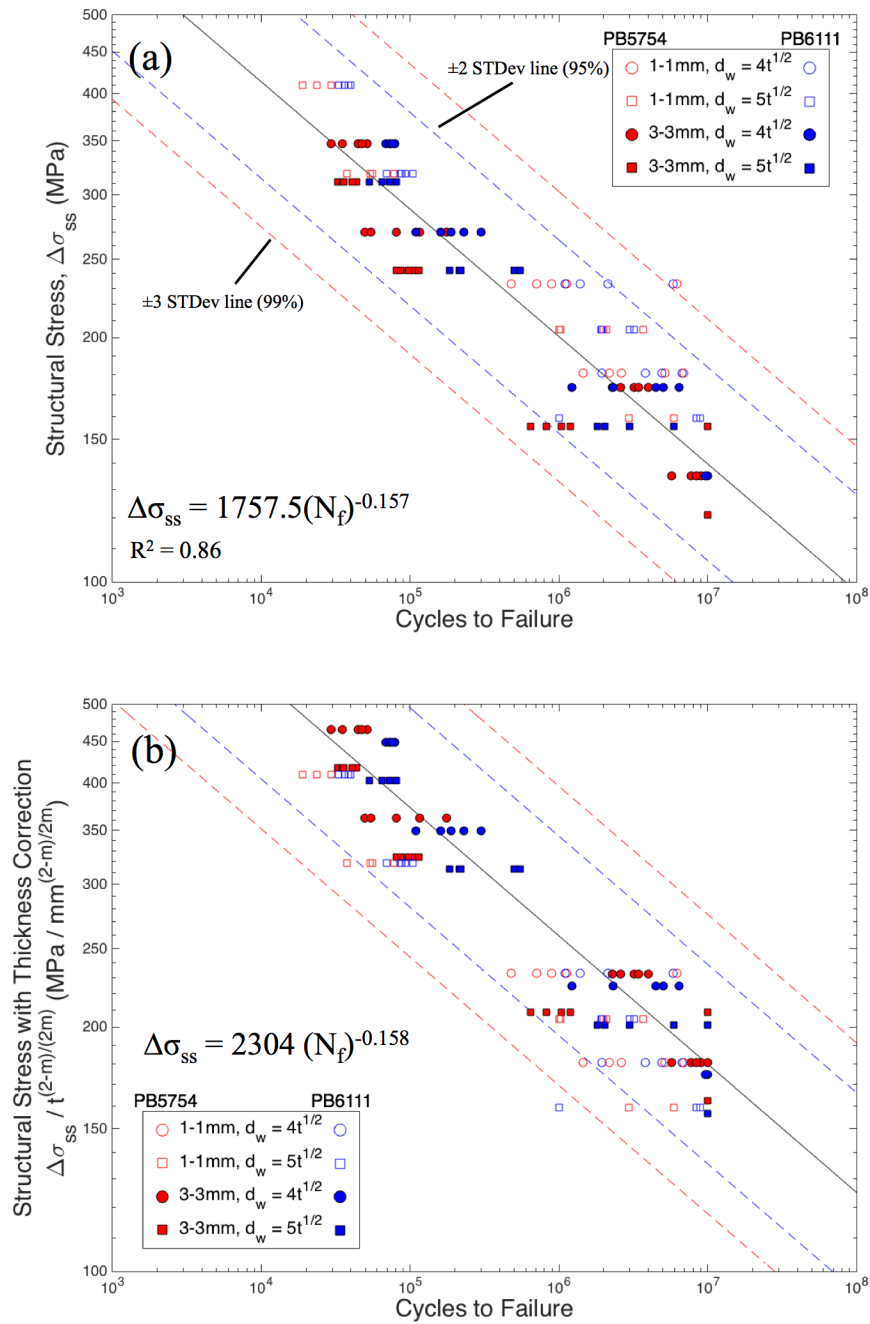 (a)
±2 STDev line (95%)
PB5754 PB6111
1-1mm, d_w = 4t^1/2
1-1mm, d_w = 5t^1/2
3-3mm, d_w = 4t^1/2
3-3mm, d_w = 5t^1/2
±3 STDev line (99%)
Δσ_ss = 1757.5(N_f)^-0.157
R^2 = 0.86
Structural Stress, Δσ_ss (MPa)
500
450
400
350
300
250
200
150
100
10^3 10^4 10^5 10^6 10^7 10^8
Cycles to Failure
(b)
Δσ_ss = 2304 (N_f)^-0.158
PB5754 PB6111
1-1mm, d_w = 4t^1/2
1-1mm, d_w = 5t^1/2
3-3mm, d_w = 4t^1/2
3-3mm, d_w = 5t^1/2
Structural Stress with Thickness Correction
Δσ_ss / t^(2-m)/(2m) (MPa / mm^(2-m)/2m)
500
450
400
350
300
250
200
150
100
10^3 10^4 10^5 10^6 10^7 10^8
Cycles to Failure